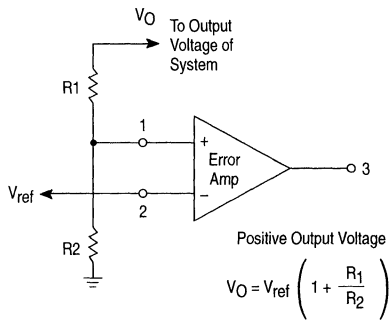 VO
To Output
Voltage of
System
R1
1
+
Error
Amp
3
Vref
−
2
R2
Positive Output Voltage
VO = Vref ( 1 + R1 / R2 )